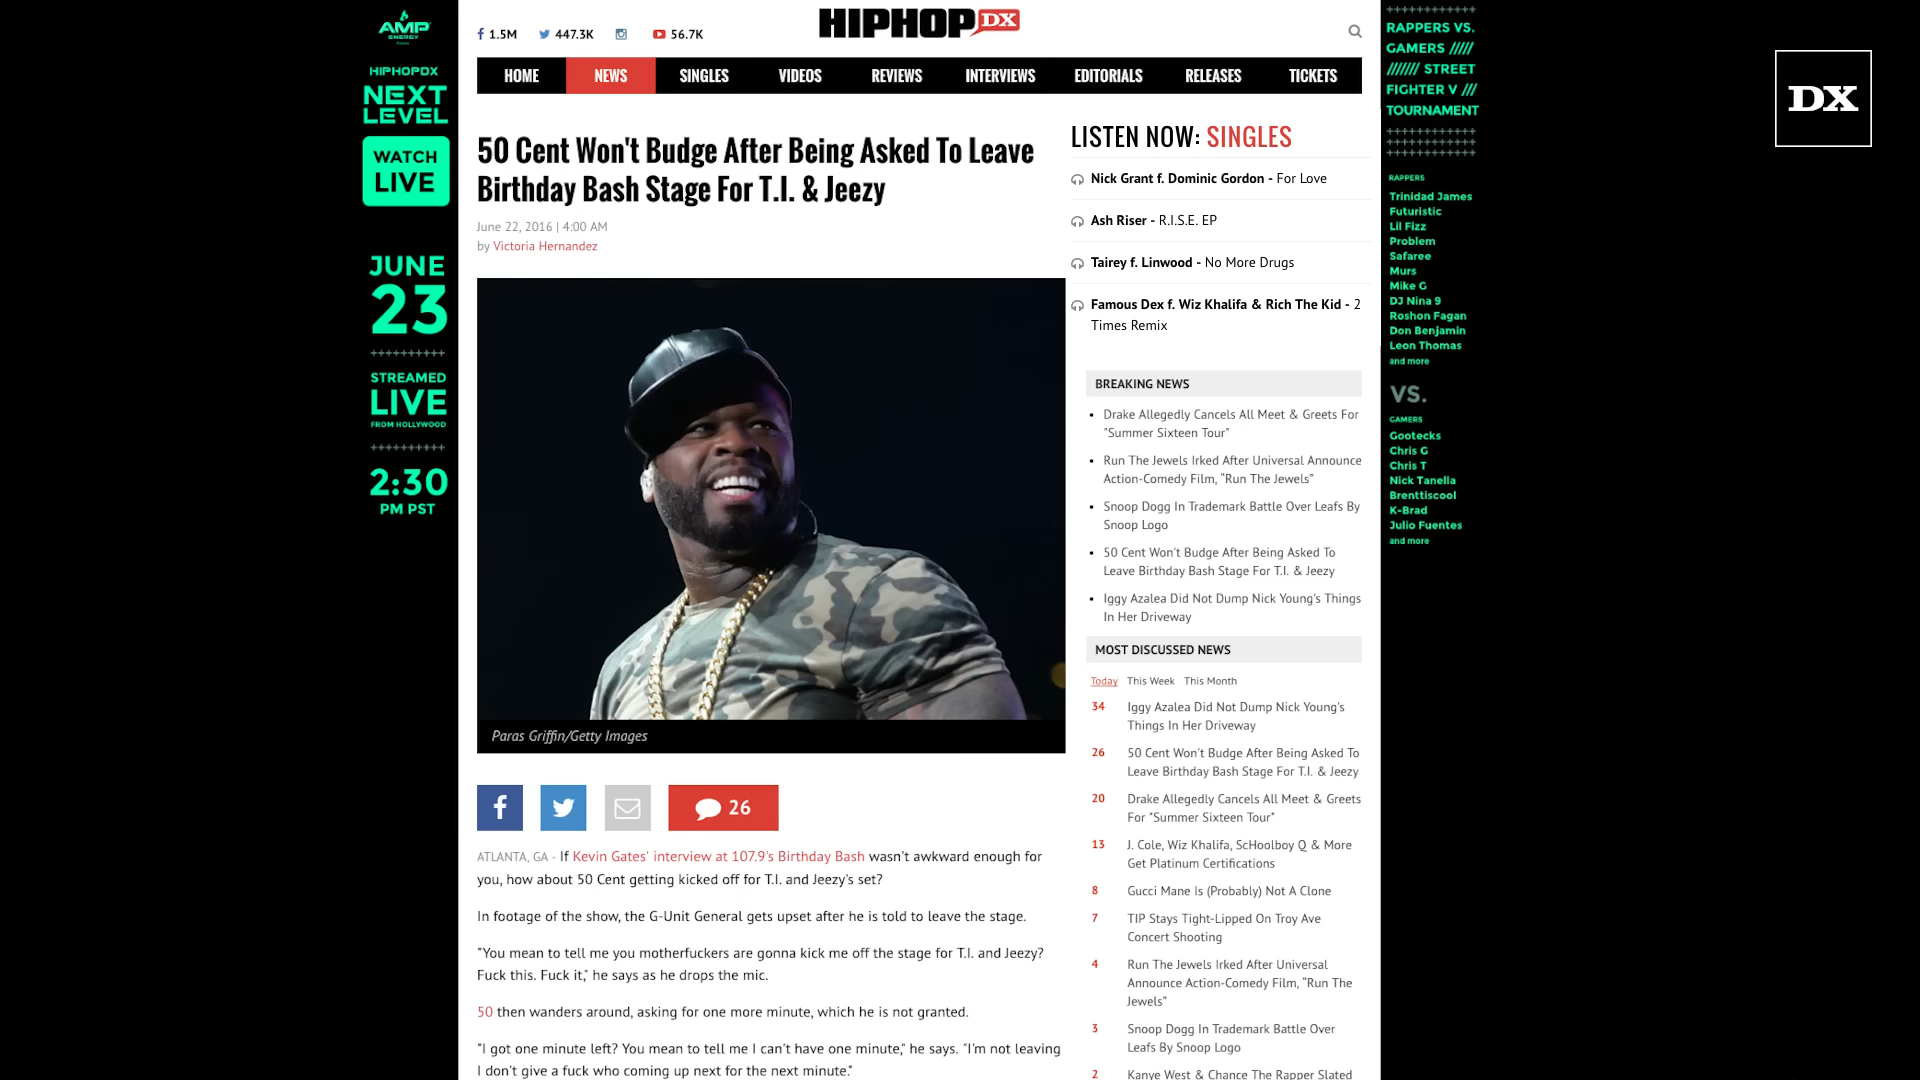 AMP
ENERGY
HIPHOPDX
NEXT
LEVEL
WATCH
LIVE
JUNE
23
++++++++++
STREAMED
LIVE
FROM HOLLYWOOD
++++++++++
2:30
PM PST
1.5M 447.3K 56.7K
HIPHOPDX
HOME NEWS SINGLES VIDEOS REVIEWS INTERVIEWS EDITORIALS RELEASES TICKETS
50 Cent Won't Budge After Being Asked To Leave
Birthday Bash Stage For T.I. & Jeezy
June 22, 2016 | 4:00 AM
by Victoria Hernandez
Paras Griffin/Getty Images
26
ATLANTA, GA - If Kevin Gates' interview at 107.9's Birthday Bash wasn't awkward enough for
you, how about 50 Cent getting kicked off for T.I. and Jeezy's set?
In footage of the show, the G-Unit General gets upset after he is told to leave the stage.
"You mean to tell me you motherfuckers are gonna kick me off the stage for T.I. and Jeezy?
Fuck this. Fuck it," he says as he drops the mic.
50 then wanders around, asking for one more minute, which he is not granted.
"I got one minute left? You mean to tell me I can't have one minute," he says. "I'm not leaving
I don't give a fuck who coming up next for the next minute."
LISTEN NOW: SINGLES
Nick Grant f. Dominic Gordon - For Love
Ash Riser - R.I.S.E. EP
Tairey f. Linwood - No More Drugs
Famous Dex f. Wiz Khalifa & Rich The Kid - 2
Times Remix
BREAKING NEWS
• Drake Allegedly Cancels All Meet & Greets For
"Summer Sixteen Tour"
• Run The Jewels Irked After Universal Announce
Action-Comedy Film, “Run The Jewels”
• Snoop Dogg In Trademark Battle Over Leafs By
Snoop Logo
• 50 Cent Won't Budge After Being Asked To
Leave Birthday Bash Stage For T.I. & Jeezy
• Iggy Azalea Did Not Dump Nick Young's Things
In Her Driveway
MOST DISCUSSED NEWS
Today This Week This Month
34 Iggy Azalea Did Not Dump Nick Young's
Things In Her Driveway
26 50 Cent Won't Budge After Being Asked To
Leave Birthday Bash Stage For T.I. & Jeezy
20 Drake Allegedly Cancels All Meet & Greets
For "Summer Sixteen Tour"
13 J. Cole, Wiz Khalifa, ScHoolboy Q & More
Get Platinum Certifications
8 Gucci Mane Is (Probably) Not A Clone
7 TIP Stays Tight-Lipped On Troy Ave
Concert Shooting
4 Run The Jewels Irked After Universal
Announce Action-Comedy Film, “Run The
Jewels”
3 Snoop Dogg In Trademark Battle Over
Leafs By Snoop Logo
2 Kanye West & Chance The Rapper Slated
++++++++++++++
RAPPERS VS.
GAMERS /////
/////// STREET
FIGHTER V ///
TOURNAMENT
++++++++++++++
++++++++++++++
++++++++++++++
RAPPERS
Trinidad James
Futuristic
Lil Fizz
Problem
Safaree
Murs
Mike G
DJ Nina 9
Roshon Fagan
Don Benjamin
Leon Thomas
and more
VS.
GAMERS
Gootecks
Chris G
Chris T
Nick Tanella
Brenttiscool
K-Brad
Julio Fuentes
and more
DX